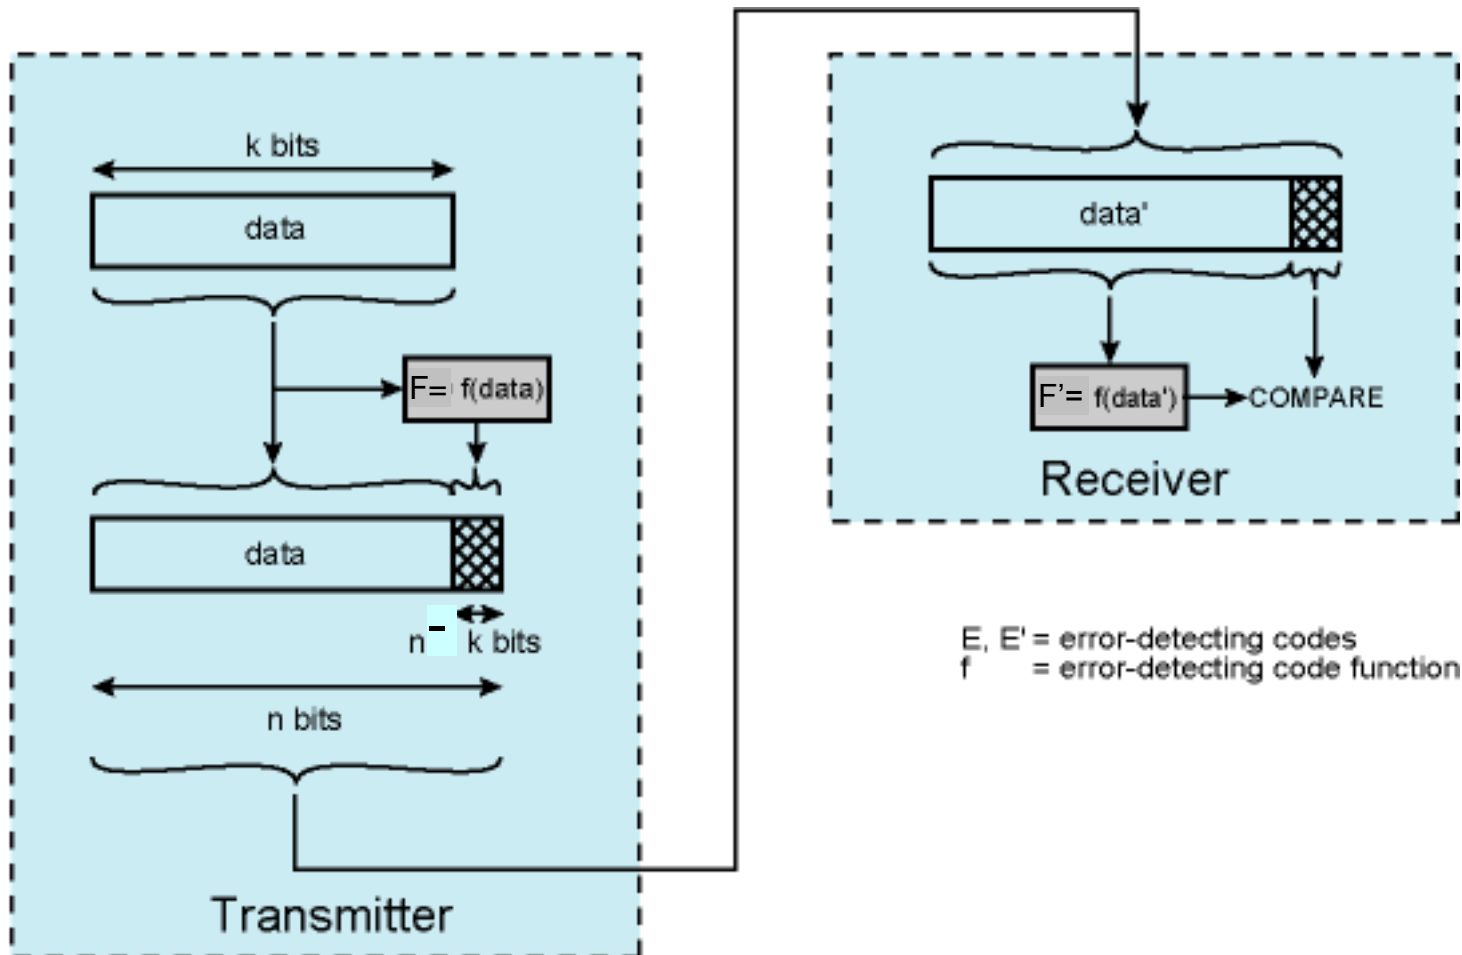 k bits
data
F= f(data)
data
n - k bits
n bits
Transmitter
data'
F’= f(data')
COMPARE
Receiver
E, E' = error-detecting codes
f = error-detecting code function